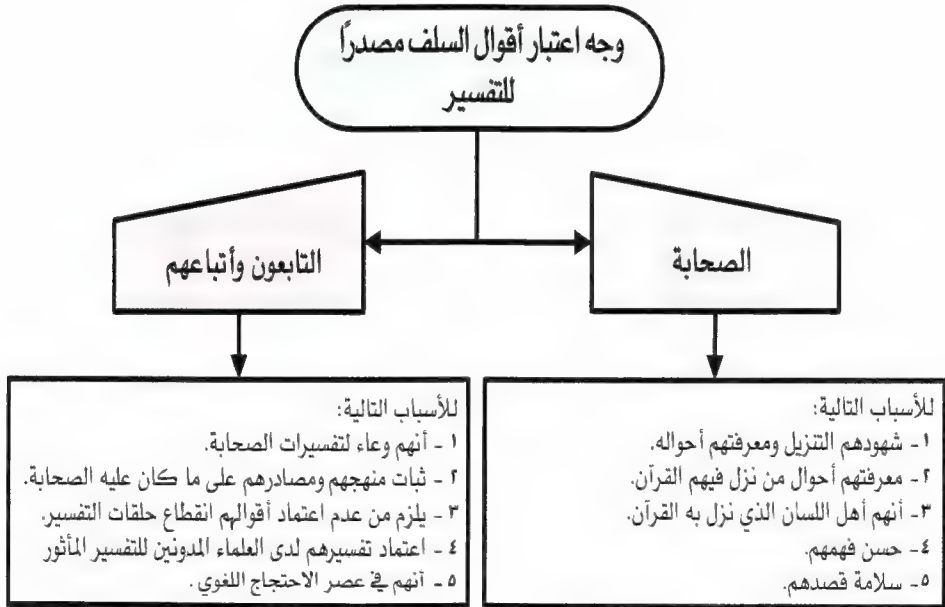 وجه اعتبار أقوال السلف مصدرًا
للتفسير
الصحابة
التابعون وأتباعهم
للأسباب التالية:
١ - شهودهم التنزيل ومعرفتهم أحواله.
٢ - معرفتهم أحوال من نزل فيهم القرآن.
٣- أنهم أهل اللسان الذي نزل به القرآن.
٤- حسن فهمهم.
٥- سلامة قصدهم.
للأسباب التالية:
١ - أنهم وعاء لتفسيرات الصحابة.
٢ - ثبات منهجهم ومصادرهم على ما كان عليه الصحابة.
٣ - يلزم من عدم اعتماد أقوالهم انقطاع حلقات التفسير.
٤ - اعتماد تفسيرهم لدى العلماء المدونين للتفسير المأثور
٥ - أنهم في عصر الاحتجاج اللغوي.